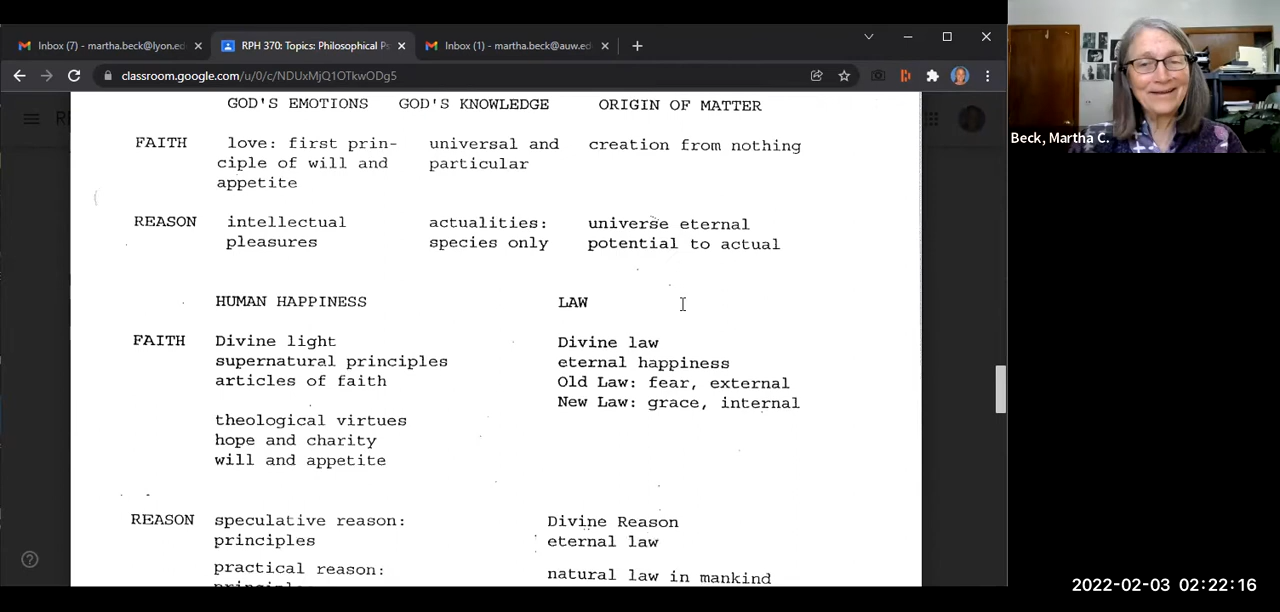 Inbox (7) - martha.beck@lyon.ed
RPH 370: Topics: Philosophical P
Inbox (1) - martha.beck@auw.ed
classroom.google.com/u/0/c/NDUxMjQ1OTkwODg5
Beck, Martha C.
GOD'S EMOTIONS GOD'S KNOWLEDGE ORIGIN OF MATTER
FAITH love: first prin- universal and creation from nothing
ciple of will and particular
appetite
REASON intellectual actualities: universe eternal
pleasures species only potential to actual
HUMAN HAPPINESS LAW
FAITH Divine light Divine law
supernatural principles eternal happiness
articles of faith Old Law: fear, external
New Law: grace, internal
theological virtues
hope and charity
will and appetite
REASON speculative reason: Divine Reason
principles eternal law
practical reason: natural law in mankind
2022-02-03 02:22:16